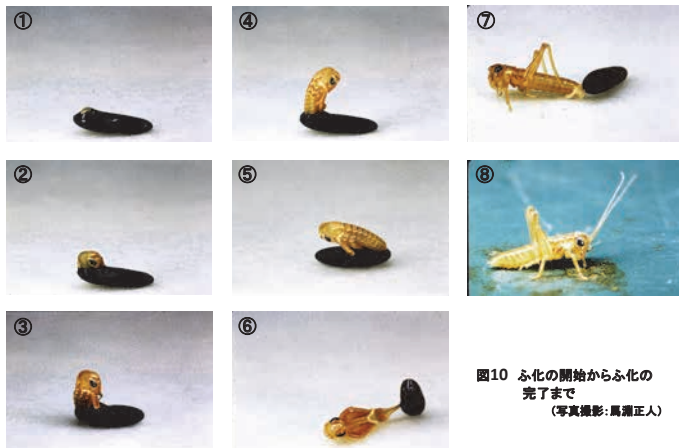 ①
②
③
④
⑤
⑥
⑦
⑧
図10 ふ化の開始からふ化の
完了まで
(写真撮影:馬淵正人)